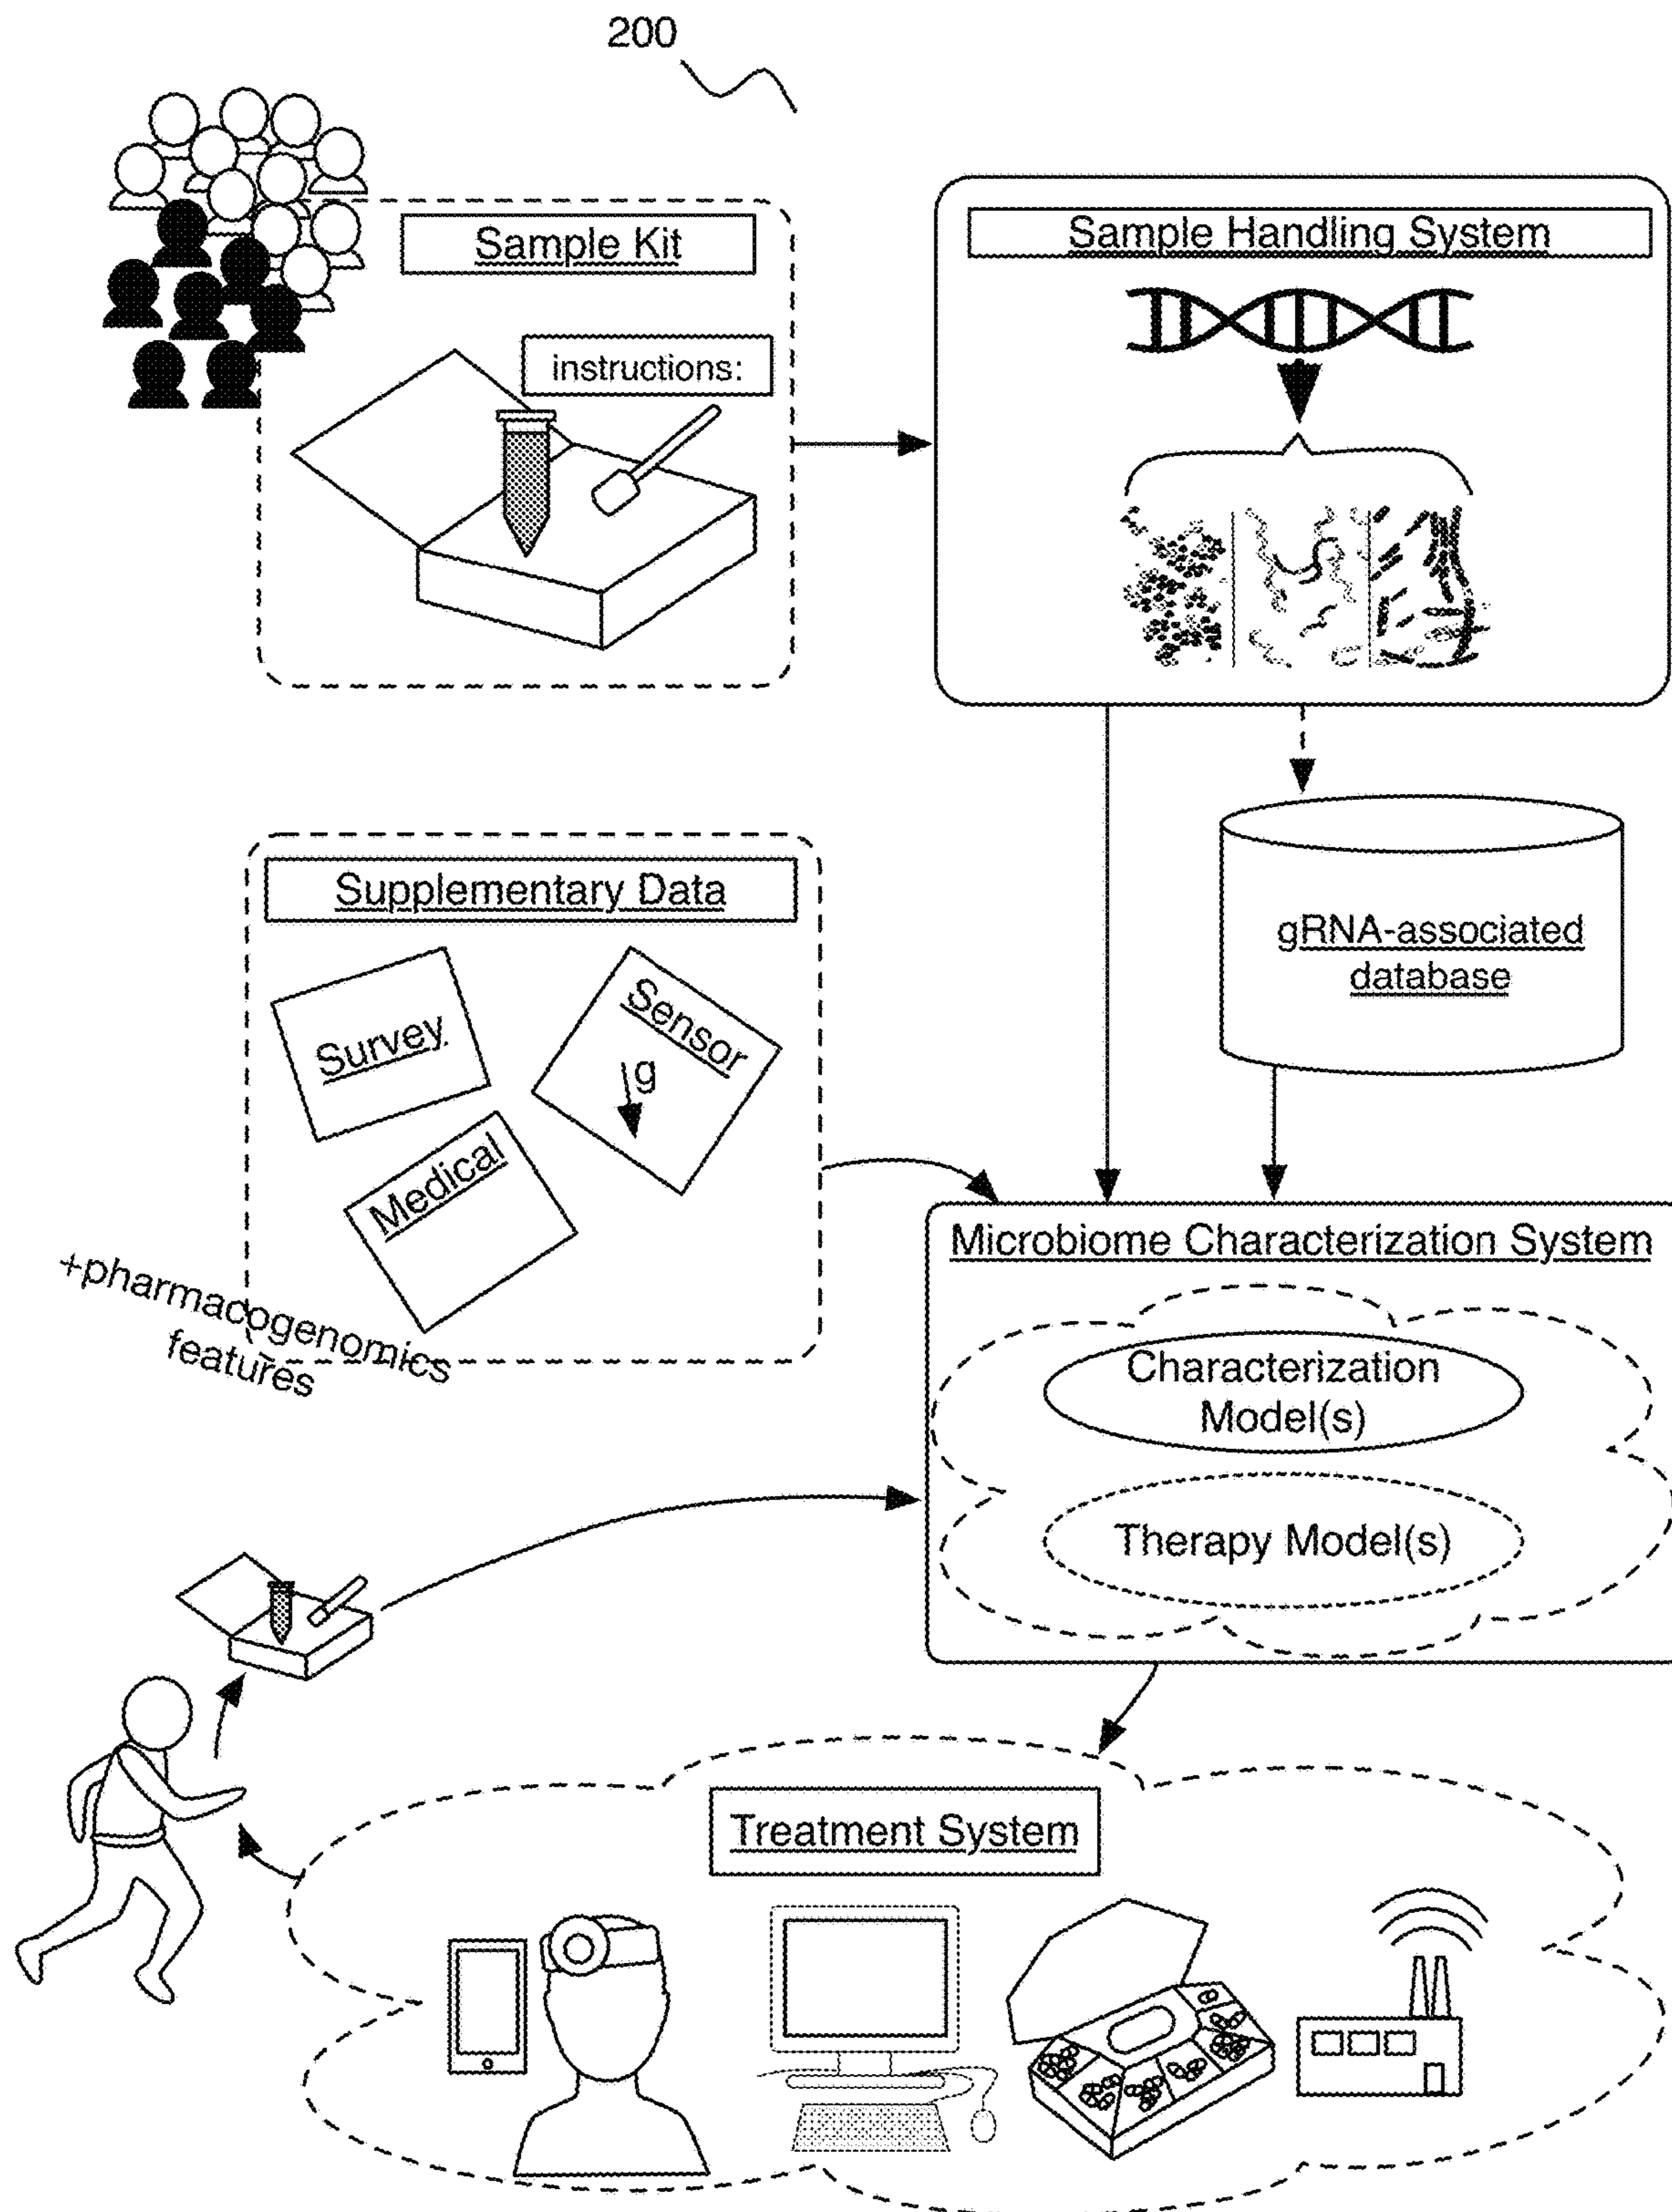 200
Sample Kit
instructions:
Sample Handling System
gRNA-associated
database
Supplementary Data
Survey
Sensor
g
Medical
+pharmacogenomics
features
Microbiome Characterization System
Characterization
Model(s)
Therapy Model(s)
Treatment System